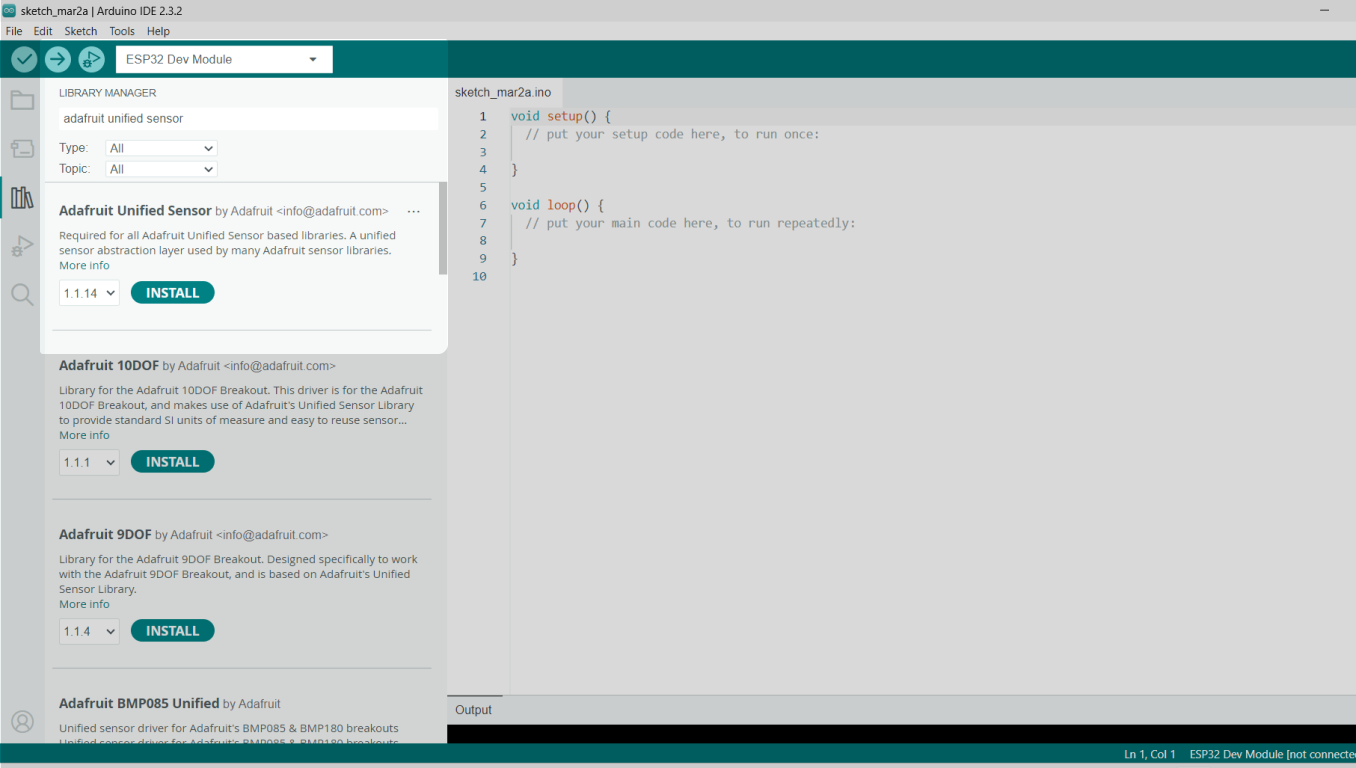 sketch_mar2a | Arduino IDE 2.3.2
File Edit Sketch Tools Help
ESP32 Dev Module
LIBRARY MANAGER
adafruit unified sensor
Type: All
Topic: All
Adafruit Unified Sensor by Adafruit <info@adafruit.com> ...
Required for all Adafruit Unified Sensor based libraries. A unified
sensor abstraction layer used by many Adafruit sensor libraries.
More info
1.1.14 INSTALL
Adafruit 10DOF by Adafruit <info@adafruit.com>
Library for the Adafruit 10DOF Breakout. This driver is for the Adafruit
10DOF Breakout, and makes use of Adafruit's Unified Sensor Library
to provide standard SI units of measure and easy to reuse sensor...
More info
1.1.1 INSTALL
Adafruit 9DOF by Adafruit <info@adafruit.com>
Library for the Adafruit 9DOF Breakout. Designed specifically to work
with the Adafruit 9DOF Breakout, and is based on Adafruit's Unified
Sensor Library.
More info
1.1.4 INSTALL
Adafruit BMP085 Unified by Adafruit
Unified sensor driver for Adafruit's BMP085 & BMP180 breakouts
Unified sensor driver for Adafruit's BMP085 & BMP180 breakouts
sketch_mar2a.ino
1 void setup() {
2 // put your setup code here, to run once:
3
4 }
5
6 void loop() {
7 // put your main code here, to run repeatedly:
8
9 }
10
Output
Ln 1, Col 1 ESP32 Dev Module [not connected